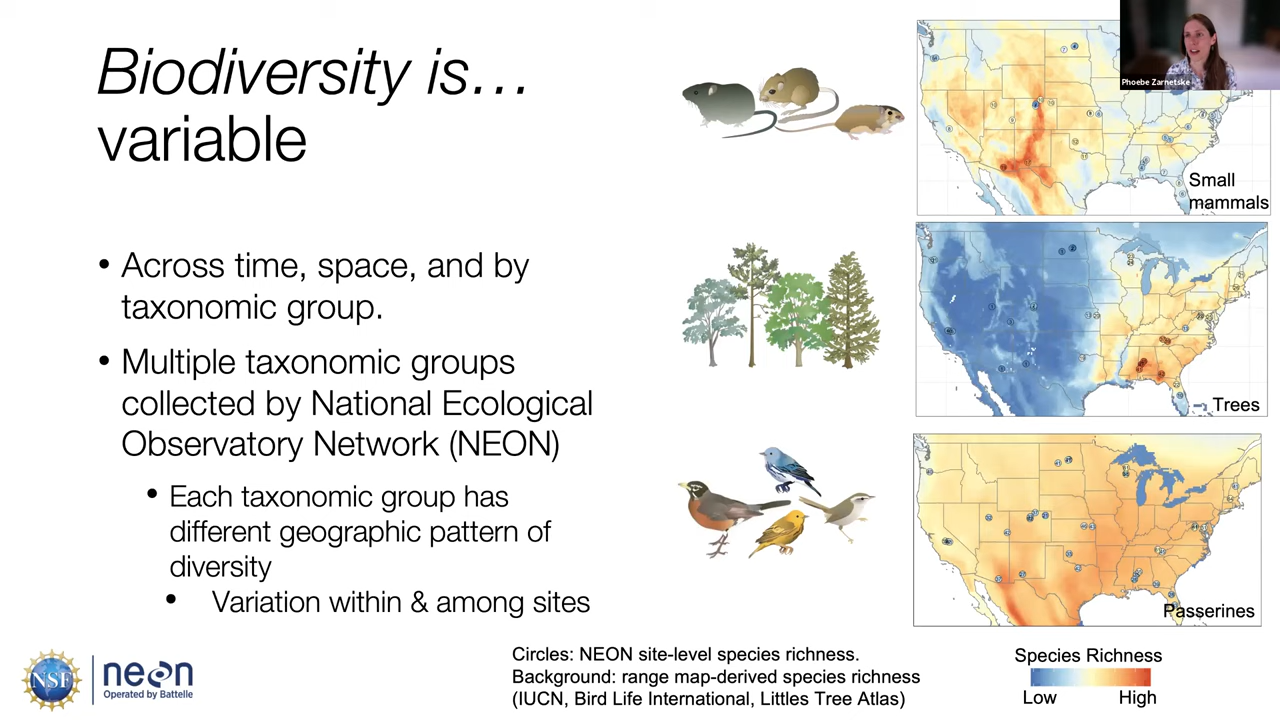 Biodiversity is…
variable
• Across time, space, and by
taxonomic group.
• Multiple taxonomic groups
collected by National Ecological
Observatory Network (NEON)
• Each taxonomic group has
different geographic pattern of
diversity
• Variation within & among sites
Phoebe Zarnetske
Small
mammals
Trees
Passerines
NSF
neon
Operated by Battelle
Circles: NEON site-level species richness.
Background: range map-derived species richness
(IUCN, Bird Life International, Littles Tree Atlas)
Species Richness
Low High